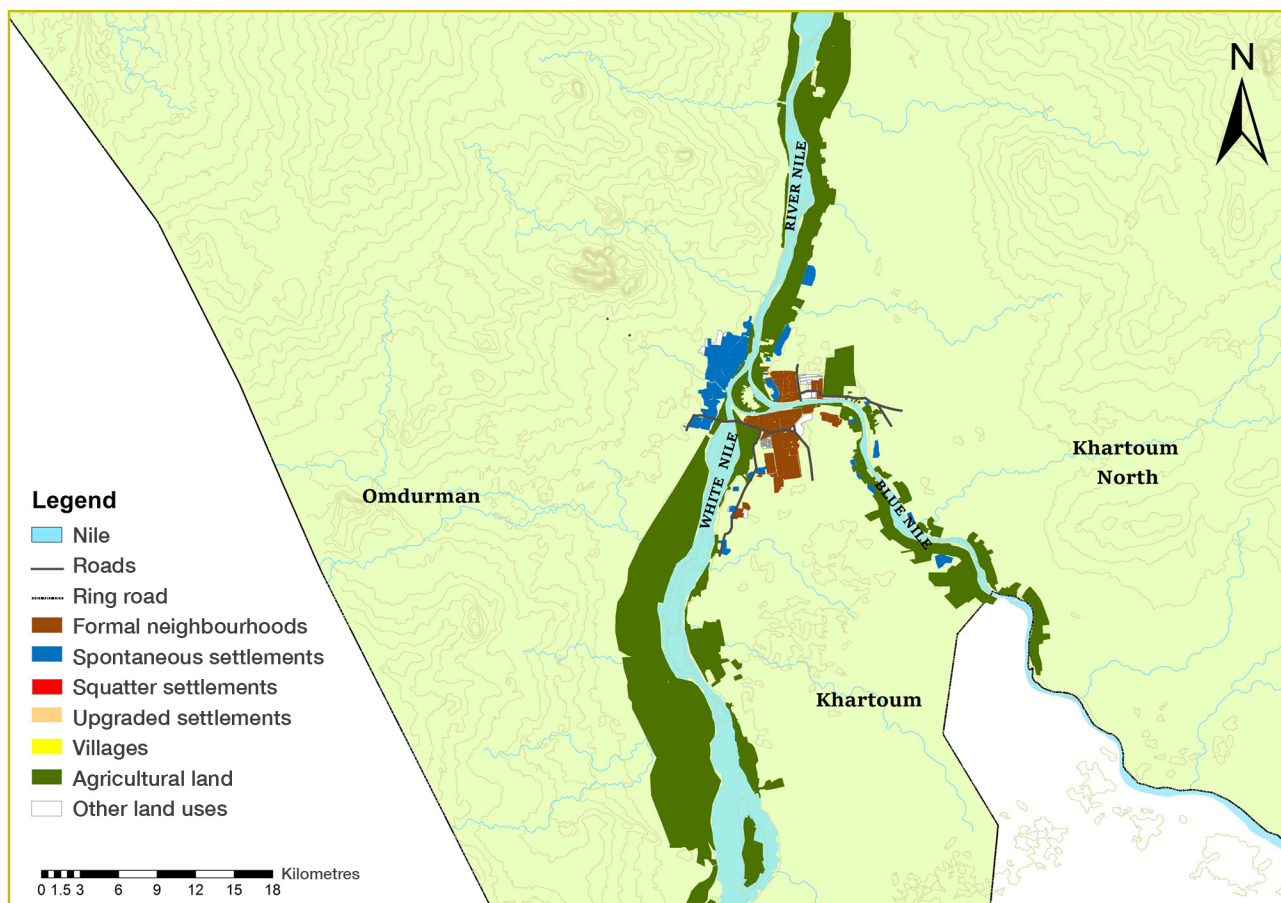 N
RIVER NILE
Khartoum
North
Omdurman
WHITE NILE
BLUE NILE
Khartoum
Legend
Nile
Roads
Ring road
Formal neighbourhoods
Spontaneous settlements
Squatter settlements
Upgraded settlements
Villages
Agricultural land
Other land uses
Kilometres
0 1.5 3 6 9 12 15 18